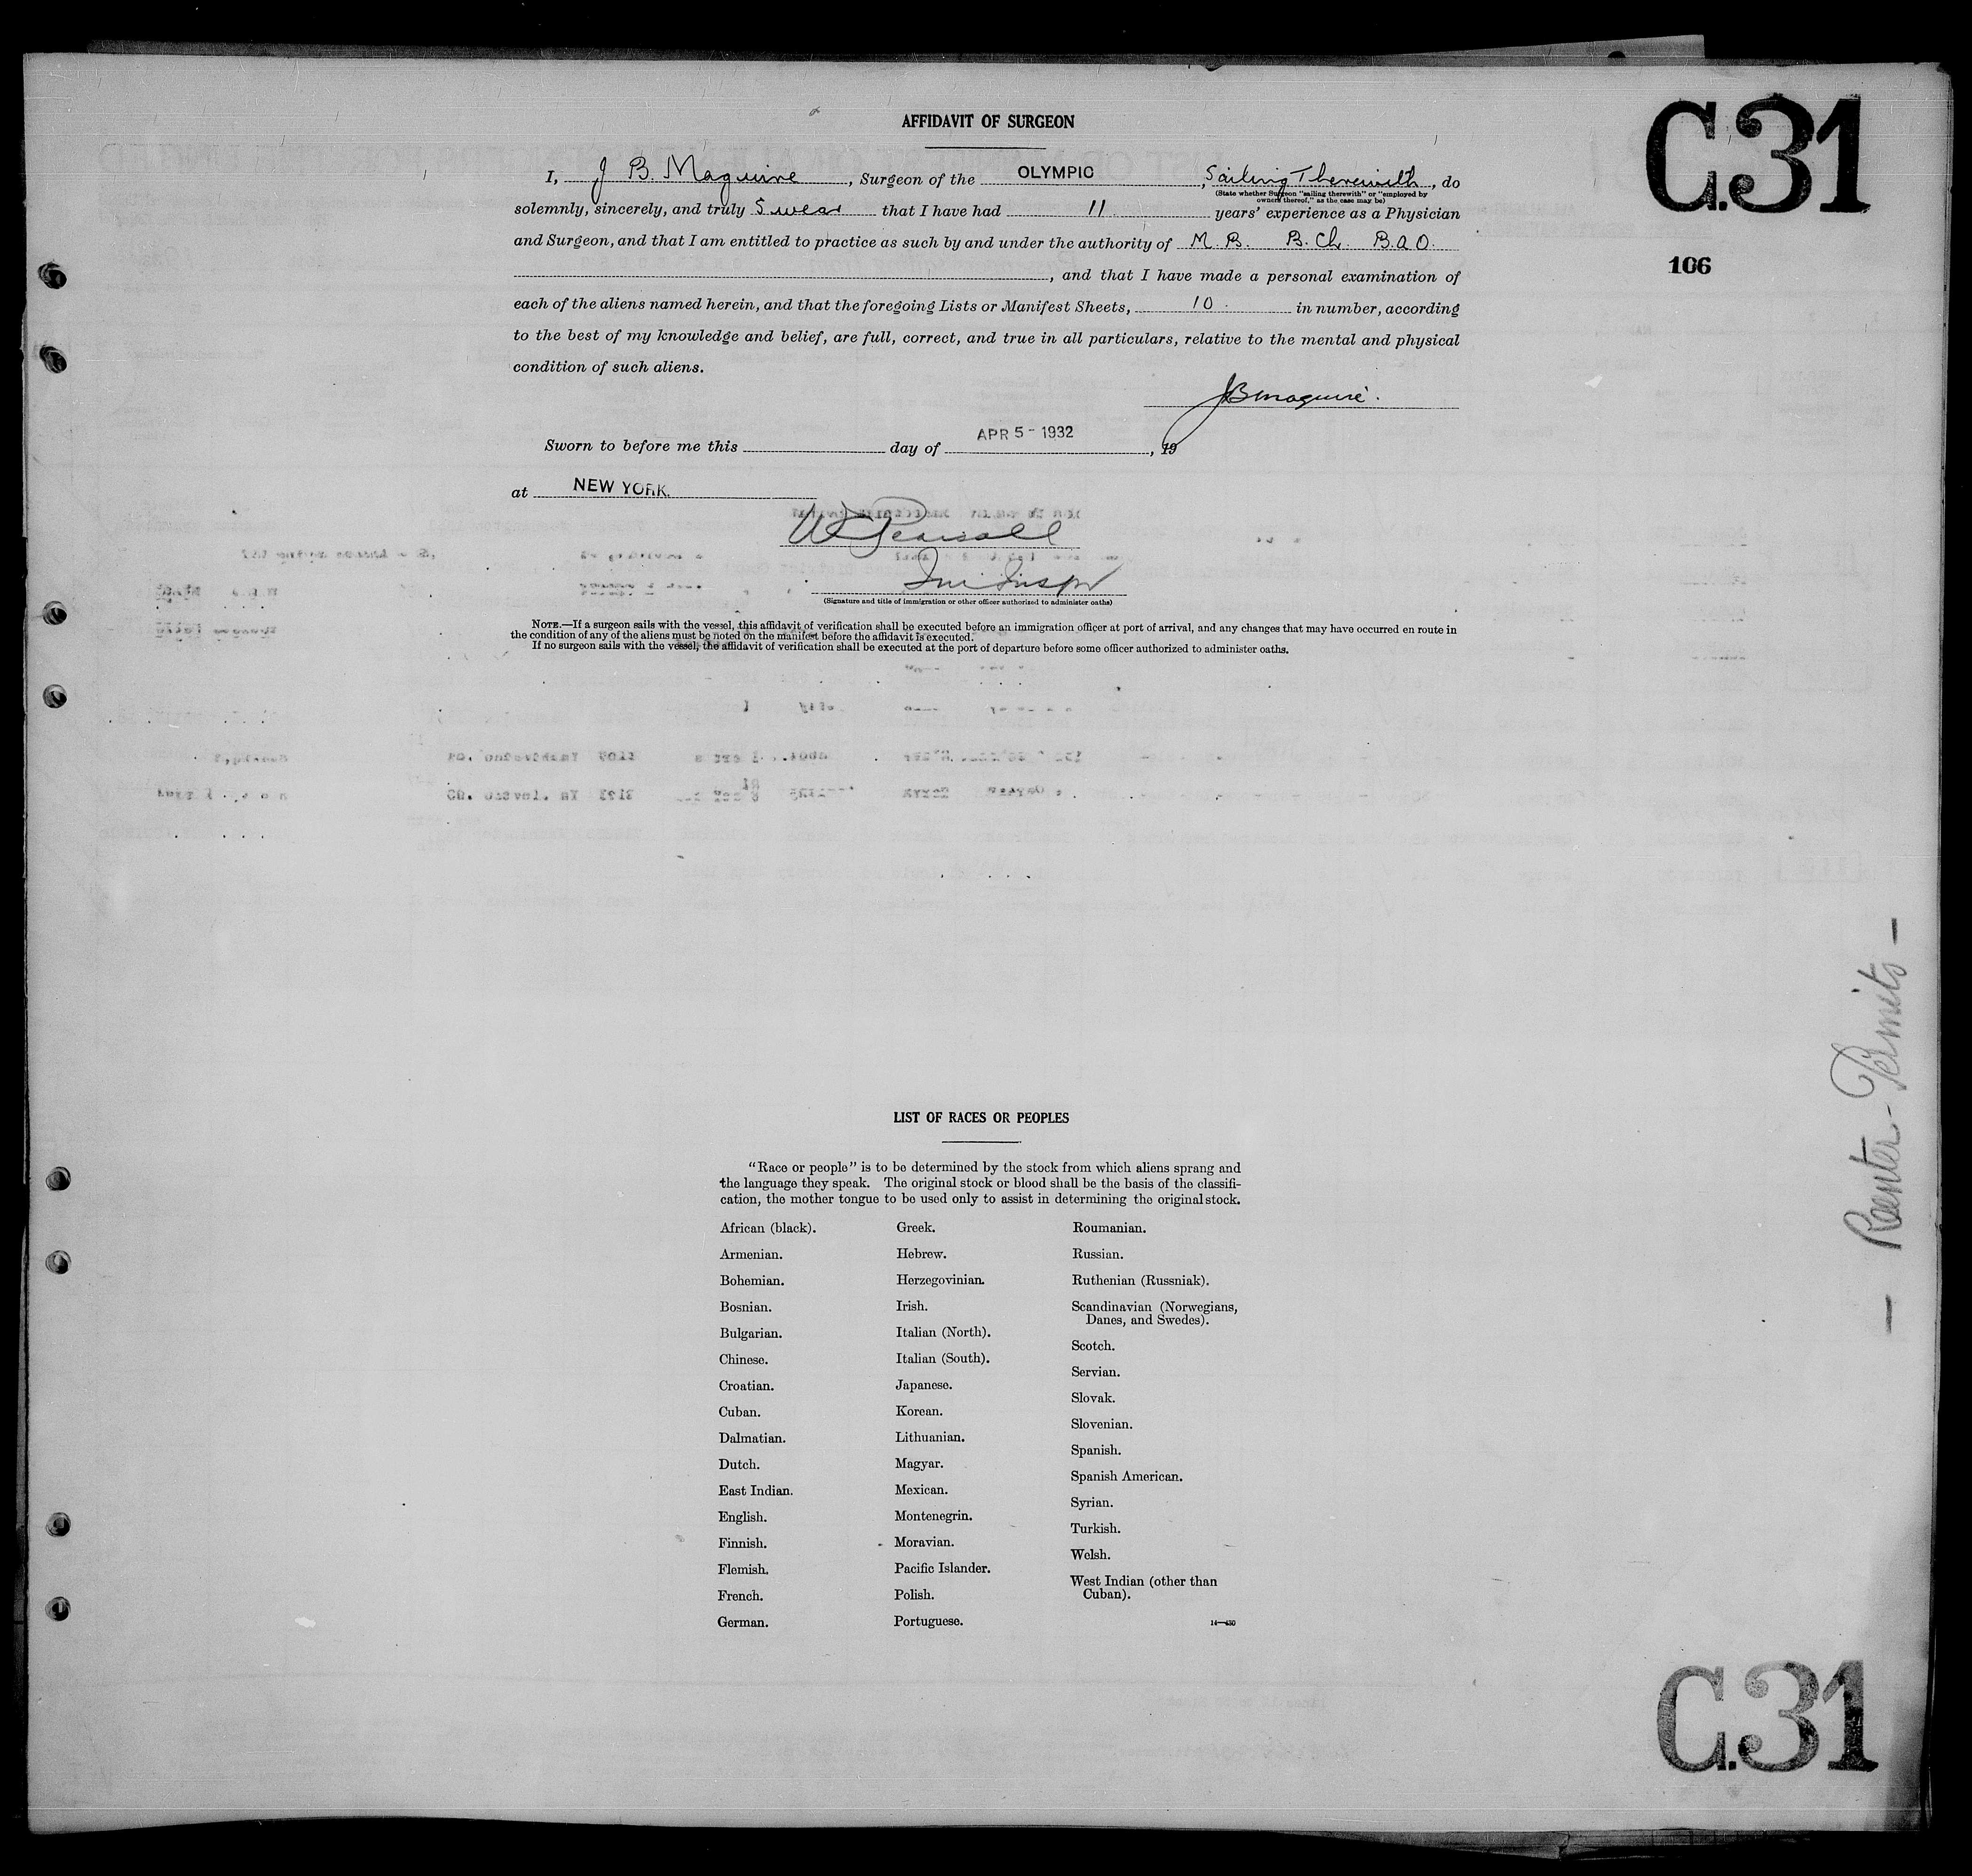 C.31
106
AFFIDAVIT OF SURGEON
I, J B. Maguire, Surgeon of the OLYMPIC, Sailing Therewith, do
(State whether Surgeon "sailing therewith" or "employed by
owners thereof," as the case may be)
solemnly, sincerely, and truly Swear that I have had 11 years' experience as a Physician
and Surgeon, and that I am entitled to practice as such by and under the authority of M.B. B.Ch. B.a.O.
, and that I have made a personal examination of
each of the aliens named herein, and that the foregoing Lists or Manifest Sheets, 10 in number, according
to the best of my knowledge and belief, are full, correct, and true in all particulars, relative to the mental and physical
condition of such aliens.
JBMaguire.
Sworn to before me this day of APR 5 - 1932, 19
at NEW YORK.
W Pearsall
Imm Inspr
(Signature and title of immigration or other officer authorized to administer oaths)
NOTE.—If a surgeon sails with the vessel, this affidavit of verification shall be executed before an immigration officer at port of arrival, and any changes that may have occurred en route in
the condition of any of the aliens must be noted on the manifest before the affidavit is executed.
If no surgeon sails with the vessel, the affidavit of verification shall be executed at the port of departure before some officer authorized to administer oaths.
— Reenter - Permits —
LIST OF RACES OR PEOPLES
"Race or people" is to be determined by the stock from which aliens sprang and
the language they speak. The original stock or blood shall be the basis of the classifi-
cation, the mother tongue to be used only to assist in determining the original stock.
African (black).
Armenian.
Bohemian.
Bosnian.
Bulgarian.
Chinese.
Croatian.
Cuban.
Dalmatian.
Dutch.
East Indian.
English.
Finnish.
Flemish.
French.
German.
Greek.
Hebrew.
Herzegovinian.
Irish.
Italian (North).
Italian (South).
Japanese.
Korean.
Lithuanian.
Magyar.
Mexican.
Montenegrin.
Moravian.
Pacific Islander.
Polish.
Portuguese.
Roumanian.
Russian.
Ruthenian (Russniak).
Scandinavian (Norwegians,
Danes, and Swedes).
Scotch.
Servian.
Slovak.
Slovenian.
Spanish.
Spanish American.
Syrian.
Turkish.
Welsh.
West Indian (other than
Cuban).
14—430
C.31